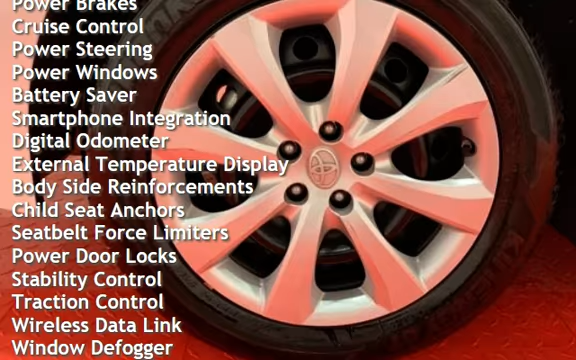 Power Brakes
Cruise Control
Power Steering
Power Windows
Battery Saver
Smartphone Integration
Digital Odometer
External Temperature Display
Body Side Reinforcements
Child Seat Anchors
Seatbelt Force Limiters
Power Door Locks
Stability Control
Traction Control
Wireless Data Link
Window Defogger